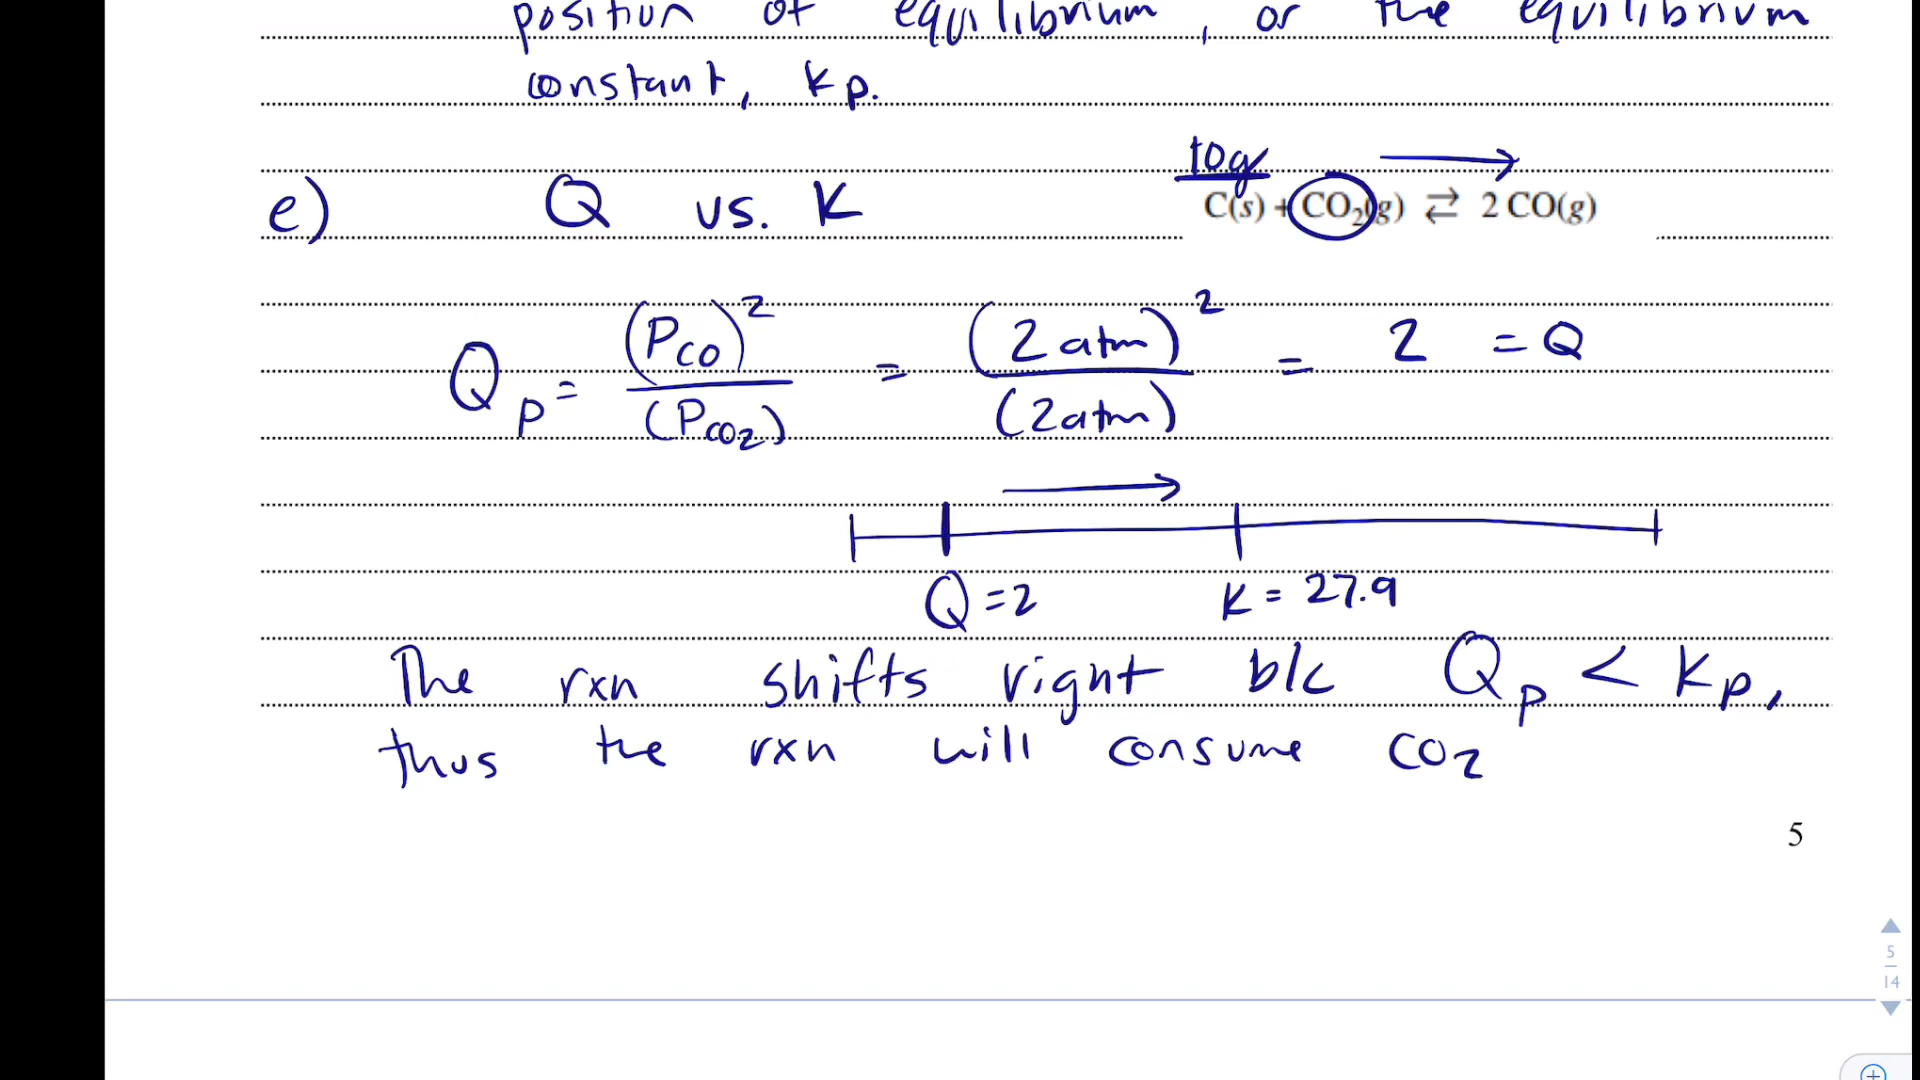 position of equilibrium, or the equilibrium
constant, Kp.
e) Q vs. K
10g
C(s) + CO₂(g) ⇄ 2 CO(g)
Qp = (PCO)² / (PCO₂) = (2atm)² / (2atm) = 2 = Q
Q = 2 K = 27.9
The rxn shifts right b/c Qp < Kp,
thus the rxn will consume CO2
5
5
14